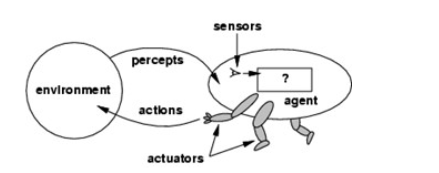 sensors
percepts
?
environment
agent
actions
actuators